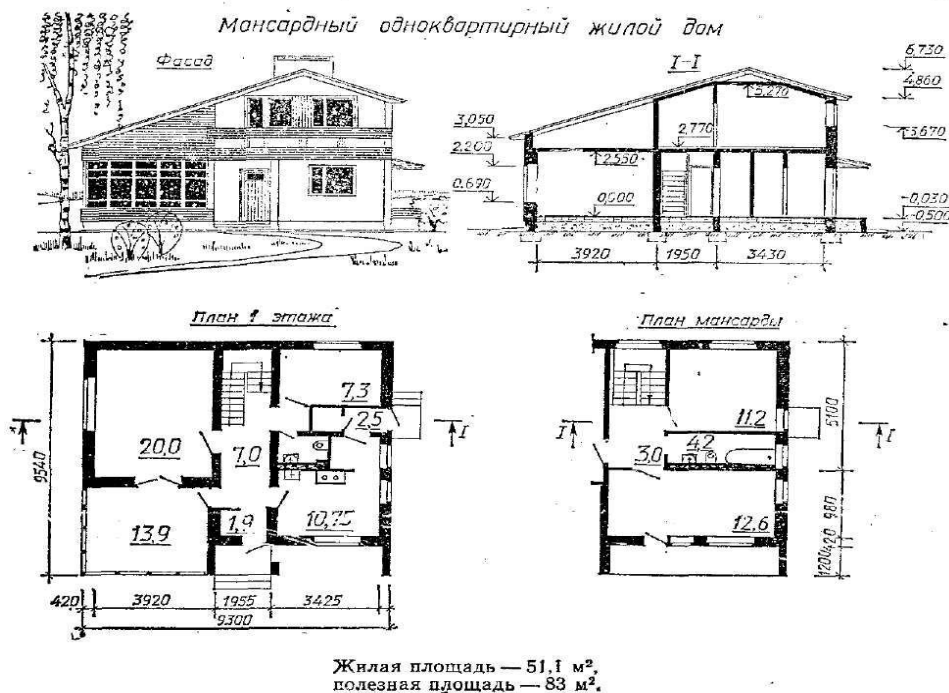 Мансардный одноквартирный жилой дом
Фасад
I-I
6,730
4,860
5,270
3,670
3,050
2,770
2,200
2,550
0,690
0,000
-0,030
-0,500
3920 1950 3430
План 1 этажа
План мансарды
7,3
2,5
I
20,0
7,0
1,9
10,75
13,9
9540
420 3920 1955 3425
9300
11,2
4,2
3,0
12,6
I
I
5100
980
420
1200
Жилая площадь — 51,1 м²,
полезная площадь — 83 м².